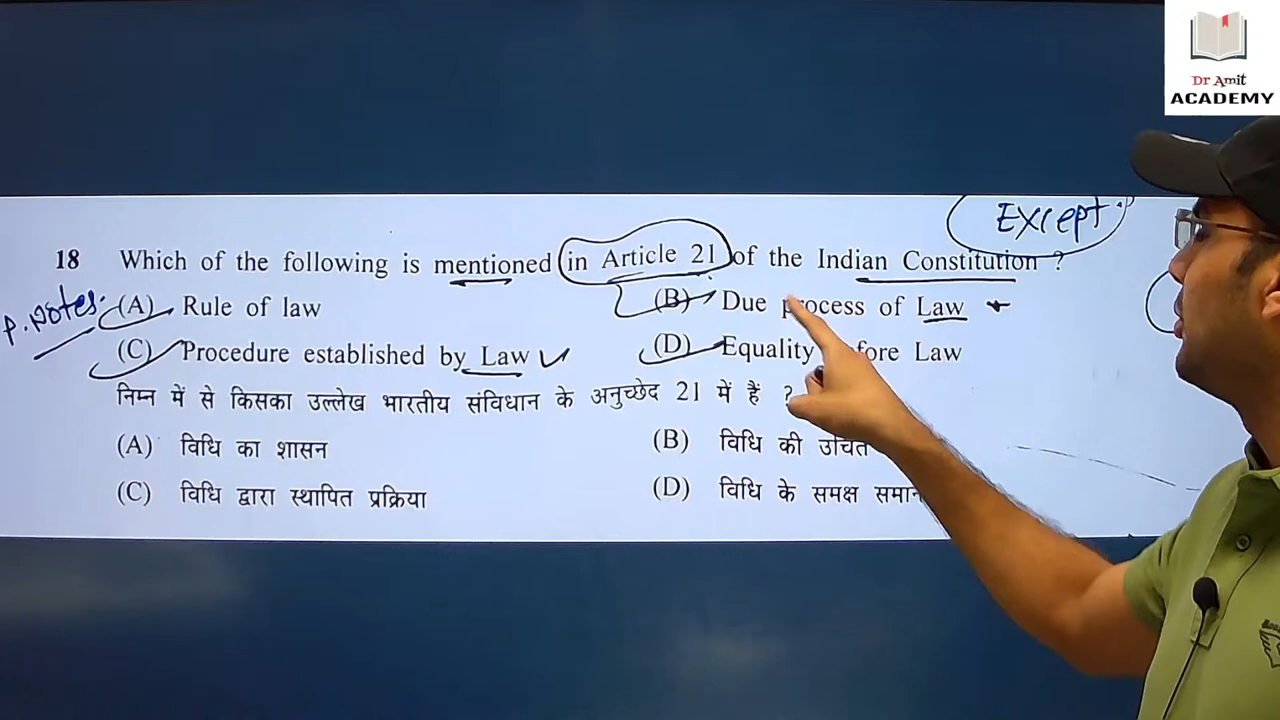 Dr Amit
ACADEMY
Except
18 Which of the following is mentioned in Article 21 of the Indian Constitution ?
P. Notes.
(A) Rule of law (B) Due process of Law
(C) Procedure established by Law (D) Equality before Law
निम्न में से किसका उल्लेख भारतीय संविधान के अनुच्छेद 21 में है ?
(A) विधि का शासन (B) विधि की उचित
(C) विधि द्वारा स्थापित प्रक्रिया (D) विधि के समक्ष